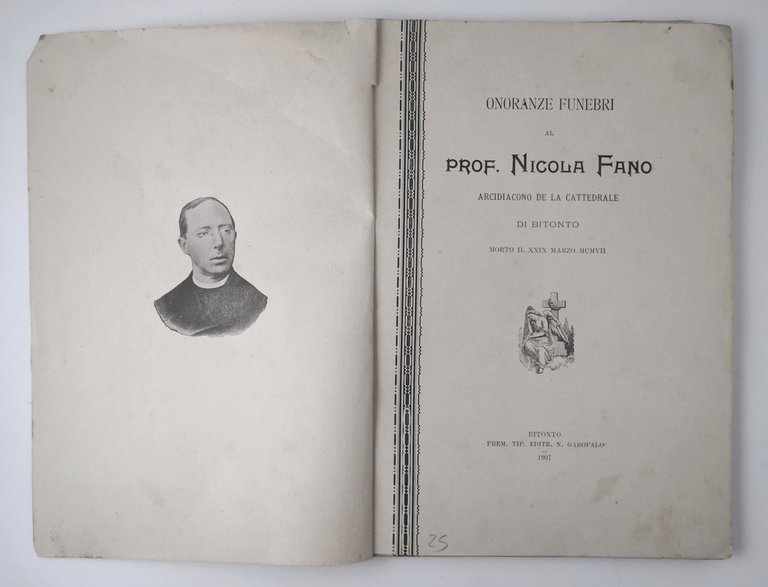 ONORANZE FUNEBRI
AL
PROF. NICOLA FANO
ARCIDIACONO DE LA CATTEDRALE
DI BITONTO
MORTO IL XXIX MARZO MCMVII
BITONTO
PREM. TIP. EDITR. N. GAROFALO
1907
25